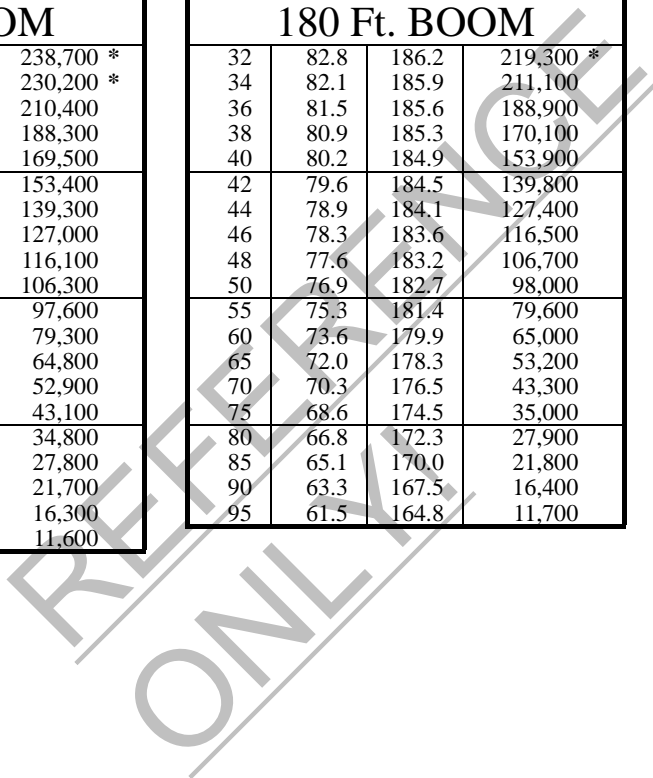 OM
238,700 *
230,200 *
210,400
188,300
169,500
153,400
139,300
127,000
116,100
106,300
97,600
79,300
64,800
52,900
43,100
34,800
27,800
21,700
16,300
11,600
180 Ft. BOOM
32 82.8 186.2 219,300 *
34 82.1 185.9 211,100
36 81.5 185.6 188,900
38 80.9 185.3 170,100
40 80.2 184.9 153,900
42 79.6 184.5 139,800
44 78.9 184.1 127,400
46 78.3 183.6 116,500
48 77.6 183.2 106,700
50 76.9 182.7 98,000
55 75.3 181.4 79,600
60 73.6 179.9 65,000
65 72.0 178.3 53,200
70 70.3 176.5 43,300
75 68.6 174.5 35,000
80 66.8 172.3 27,900
85 65.1 170.0 21,800
90 63.3 167.5 16,400
95 61.5 164.8 11,700
REFERENCE
ONLY!